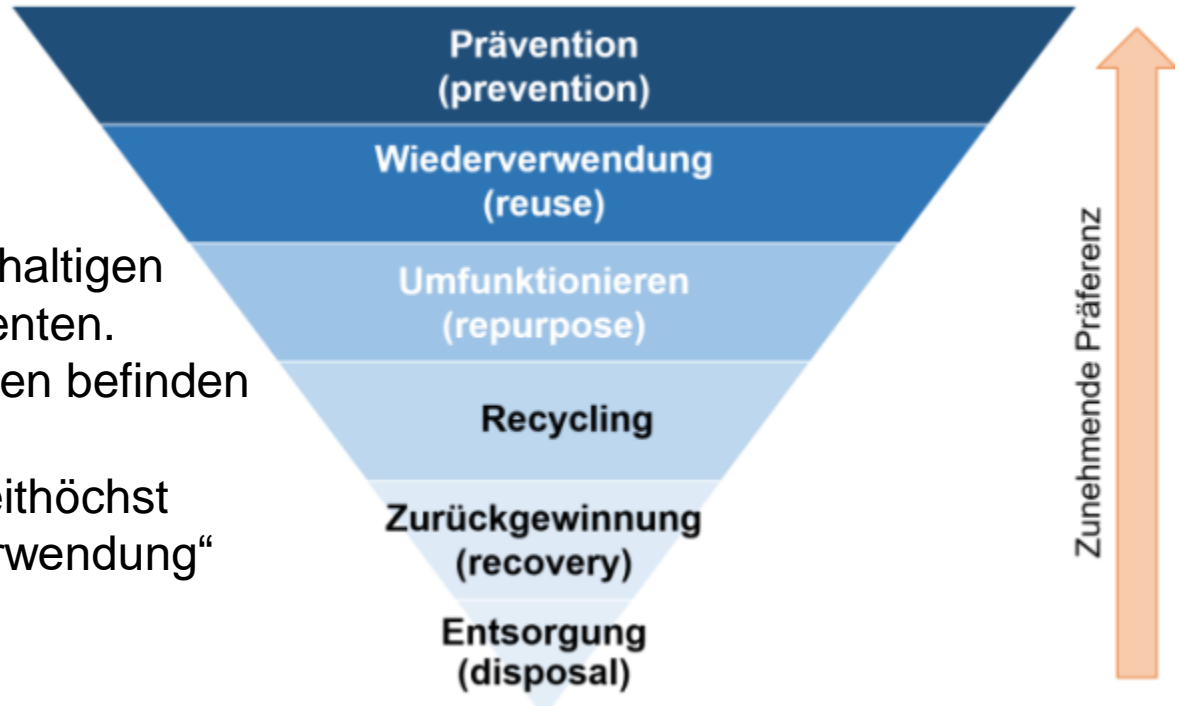 Prävention
(prevention)
Wiederverwendung
(reuse)
Umfunktionieren
(repurpose)
Recycling
Zurückgewinnung
(recovery)
Entsorgung
(disposal)
Zunehmende Präferenz
haltigen
enten.
en befinden
eithöchst
rwendung“